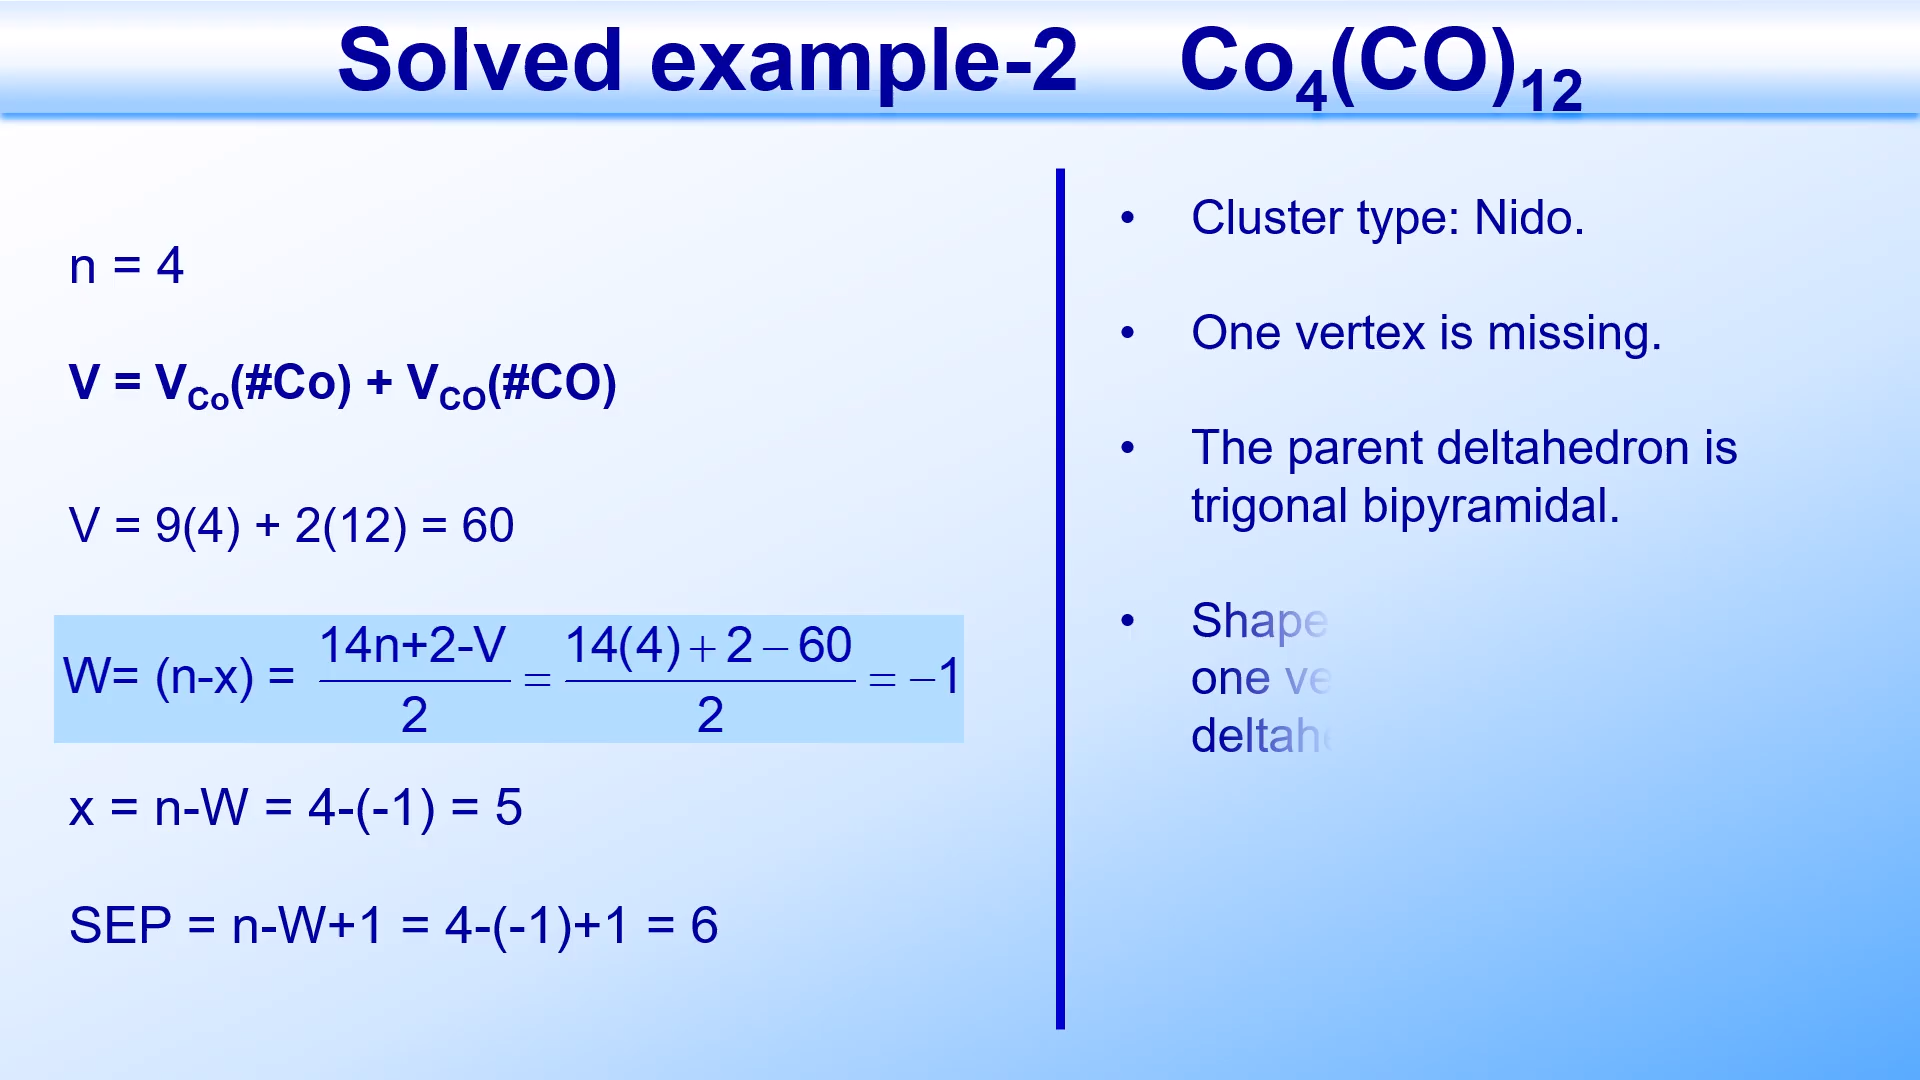 Solved example-2 Co₄(CO)₁₂
n = 4
V = V_Co(#Co) + V_CO(#CO)
V = 9(4) + 2(12) = 60
W= (n-x) = (14n+2-V)/2 = (14(4) + 2 − 60)/2 = −1
x = n-W = 4-(-1) = 5
SEP = n-W+1 = 4-(-1)+1 = 6
• Cluster type: Nido.
• One vertex is missing.
• The parent deltahedron is
trigonal bipyramidal.
• Shape
one